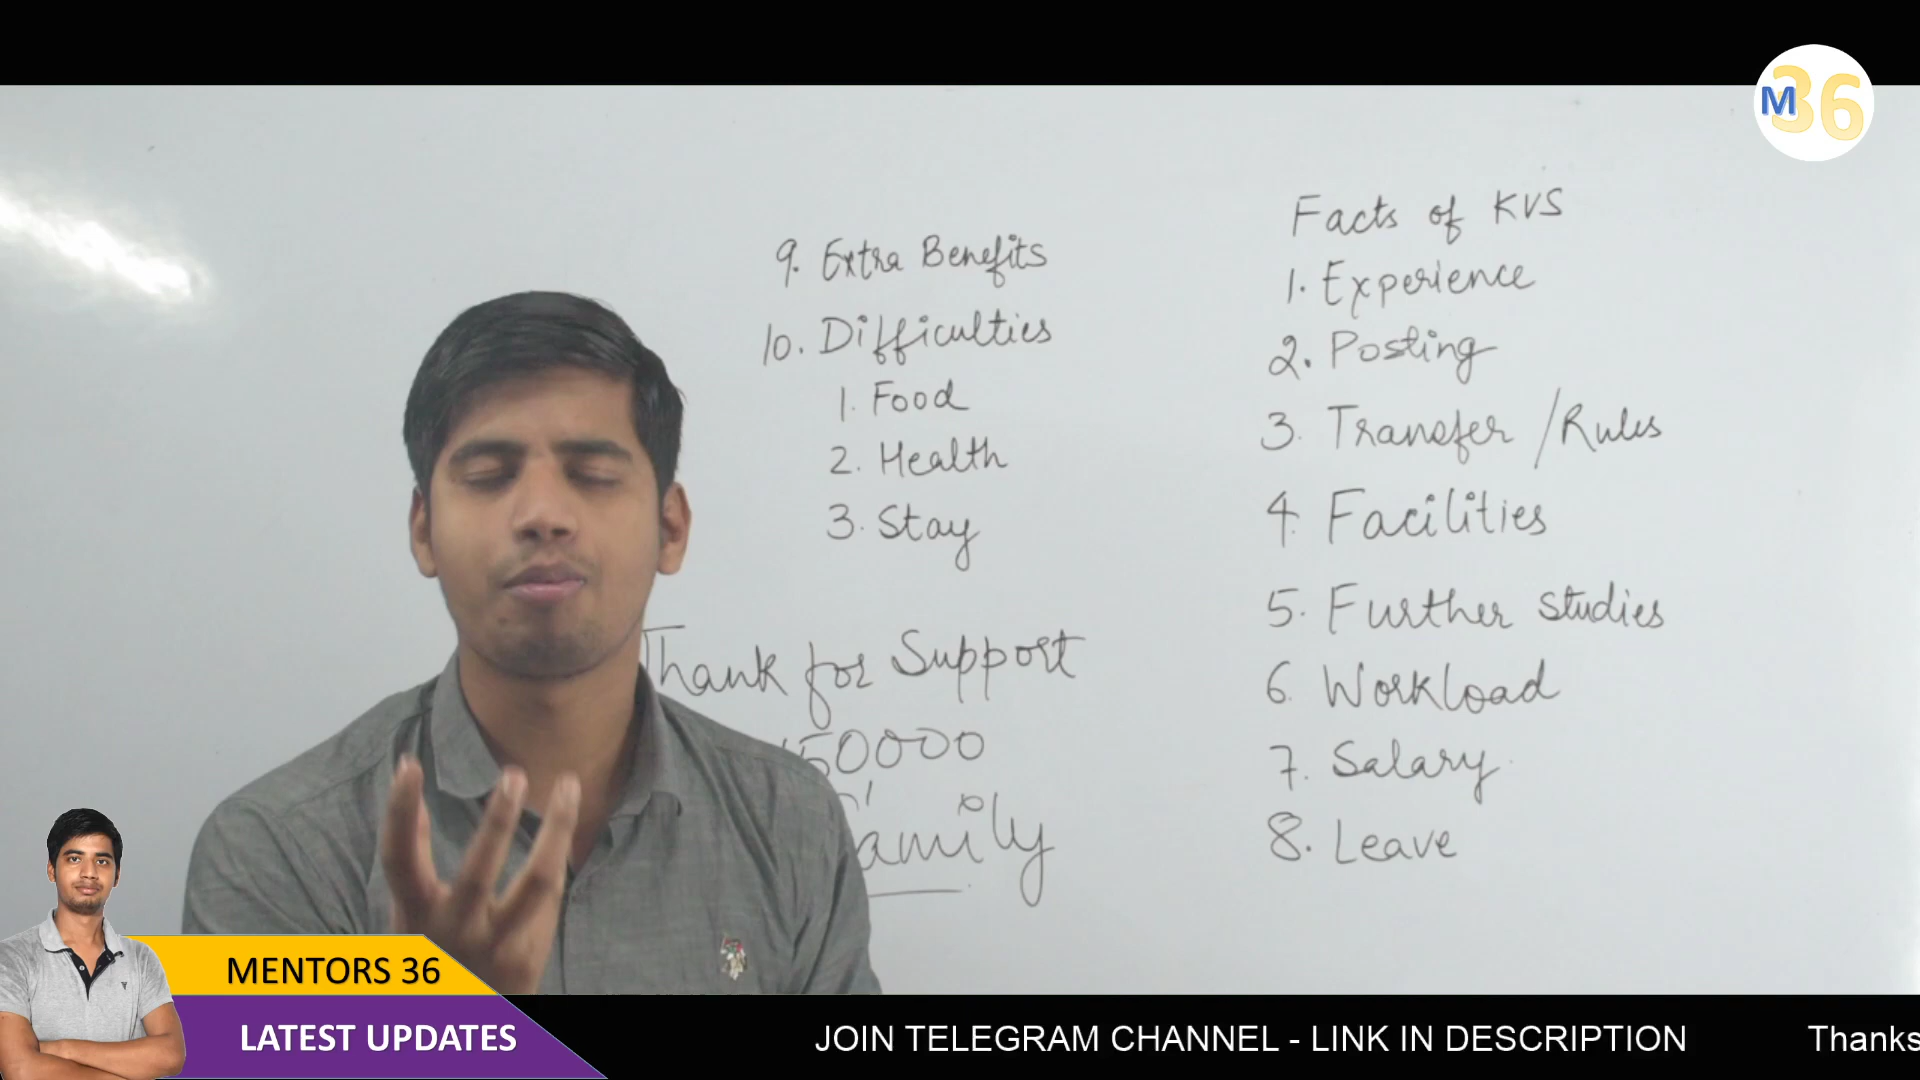 M36
Facts of KVS
1. Experience
2. Posting
3. Transfer / Rules
4. Facilities
5. Further Studies
6. Workload
7. Salary
8. Leave
9. Extra Benefits
10. Difficulties
1. Food
2. Health
3. Stay
Thank for Support
50000
amily
MENTORS 36
LATEST UPDATES
JOIN TELEGRAM CHANNEL - LINK IN DESCRIPTION
Thanks